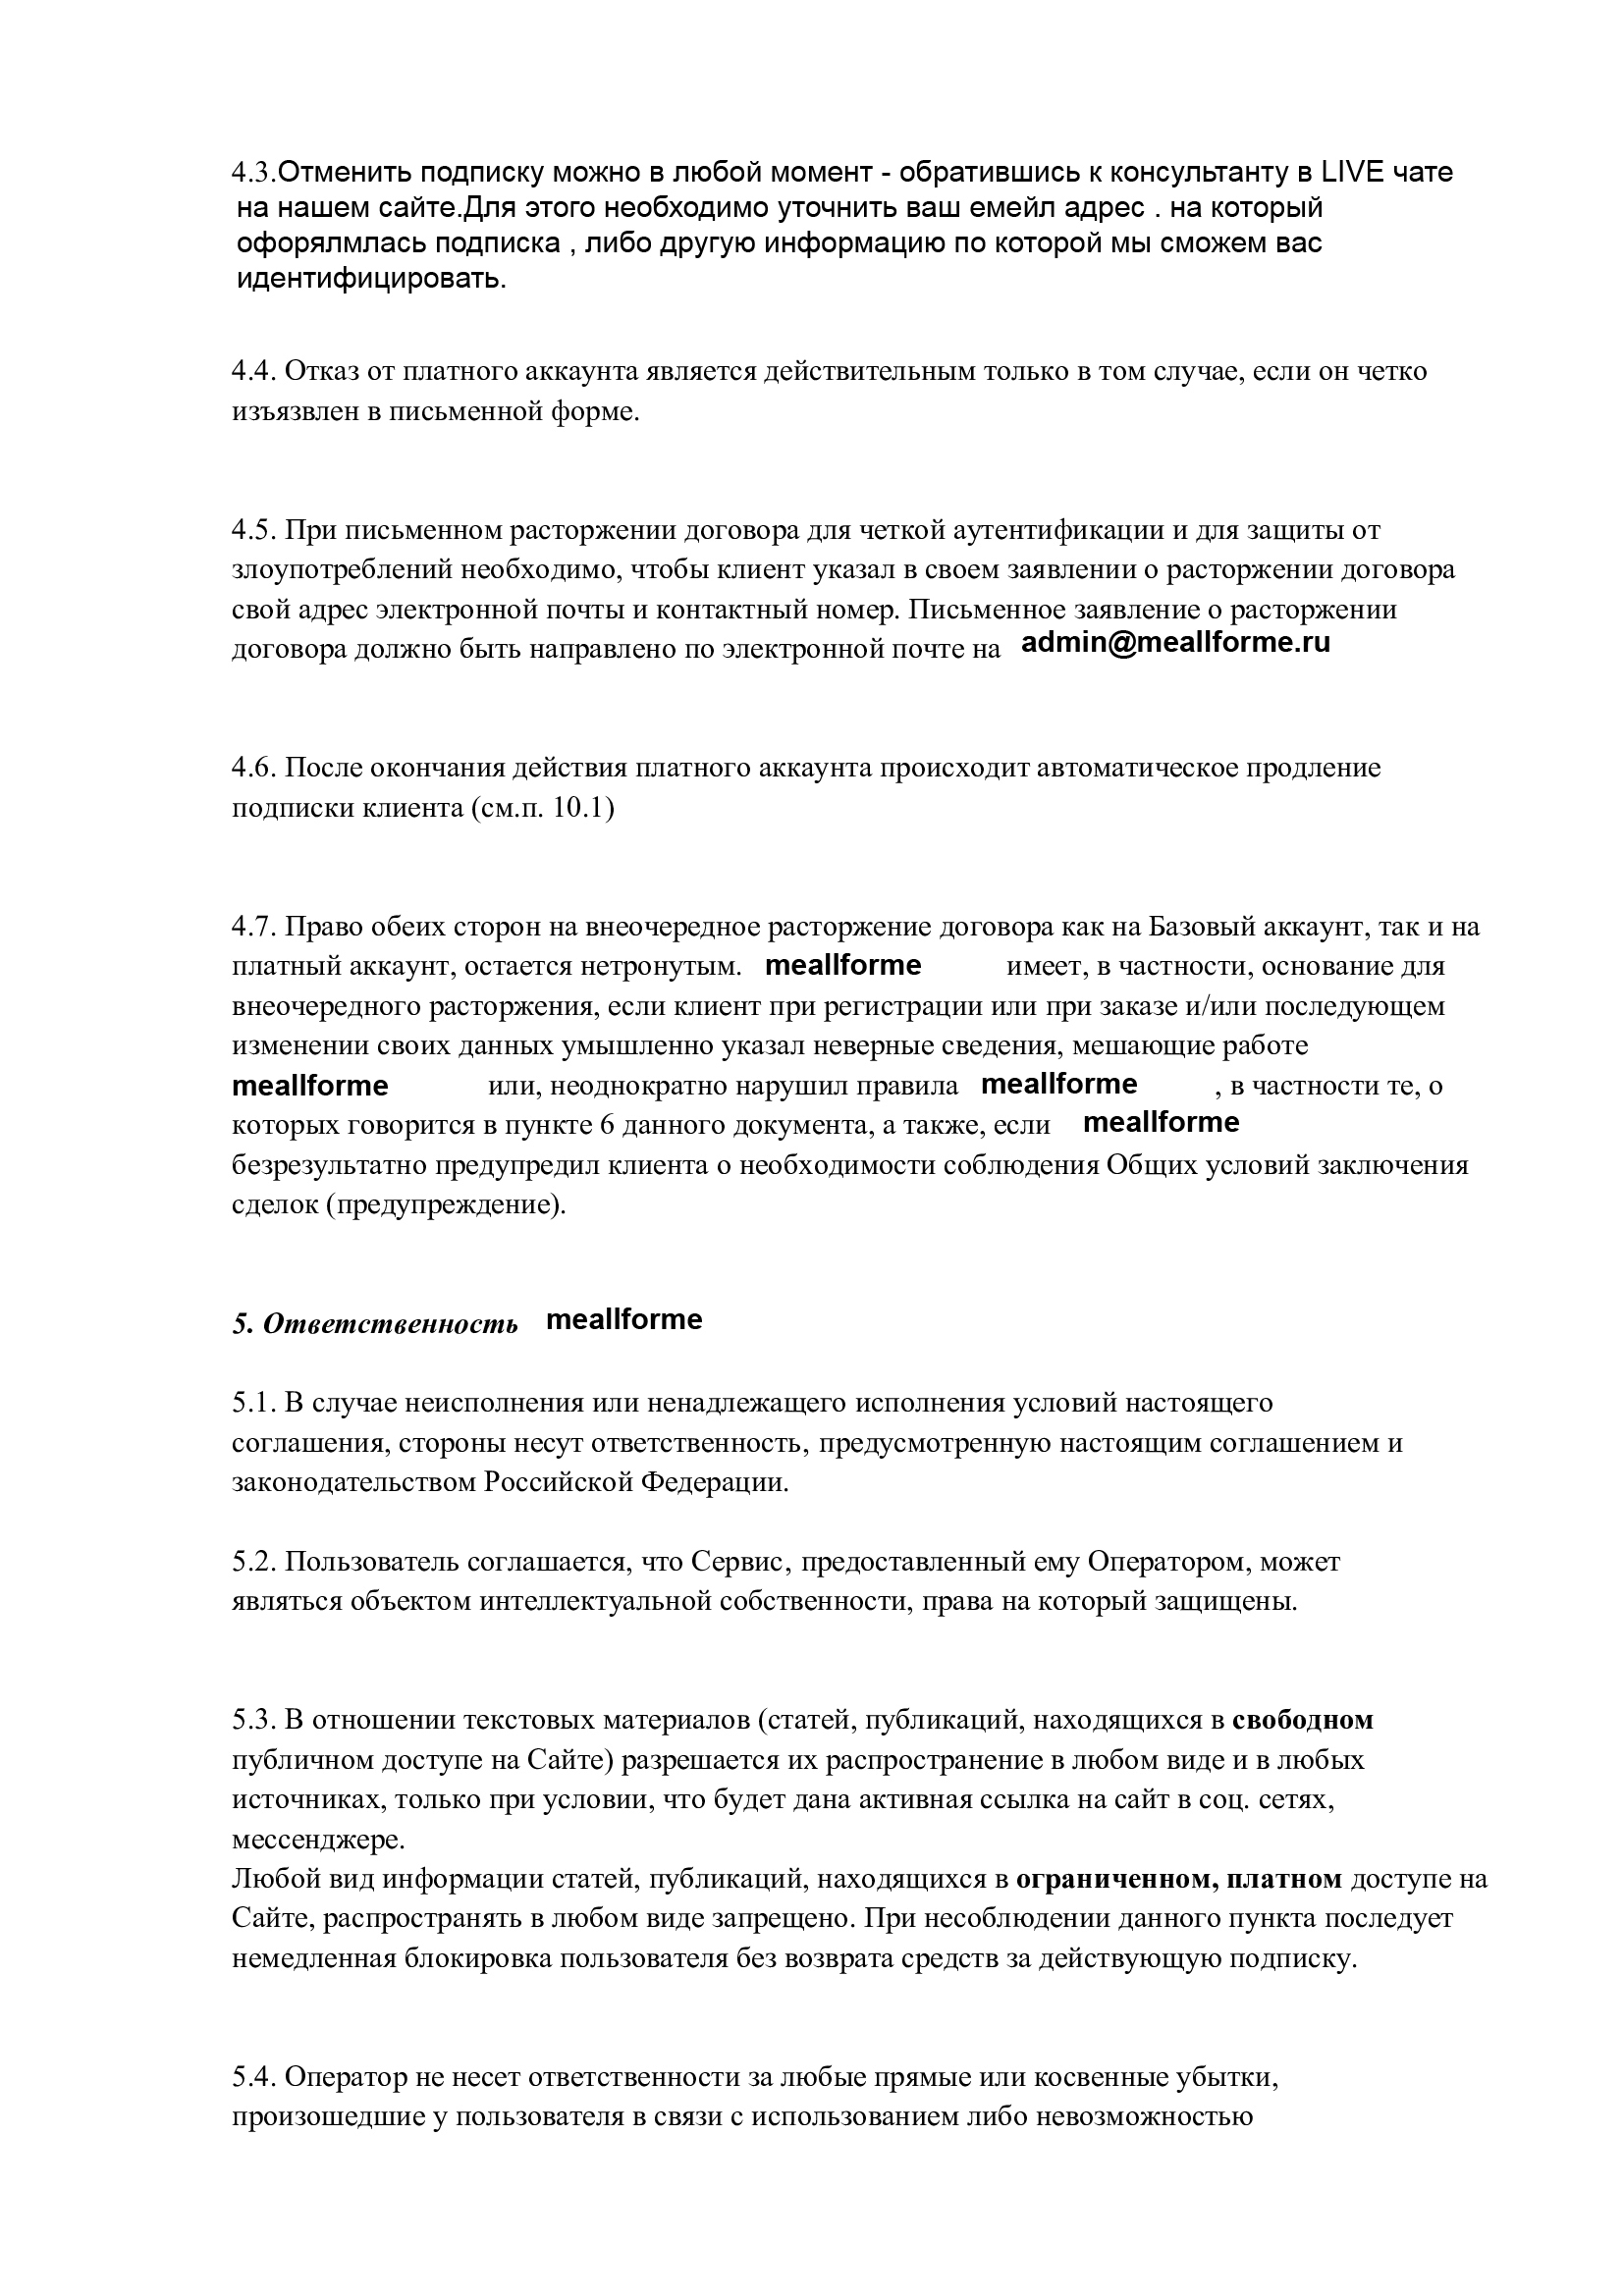 4.3.Отменить подписку можно в любой момент - обратившись к консультанту в LIVE чате
на нашем сайте.Для этого необходимо уточнить ваш емейл адрес . на который
офорялмлась подписка , либо другую информацию по которой мы сможем вас
идентифицировать.
4.4. Отказ от платного аккаунта является действительным только в том случае, если он четко
изъязвлен в письменной форме.
4.5. При письменном расторжении договора для четкой аутентификации и для защиты от
злоупотреблений необходимо, чтобы клиент указал в своем заявлении о расторжении договора
свой адрес электронной почты и контактный номер. Письменное заявление о расторжении
договора должно быть направлено по электронной почте на admin@meallforme.ru
4.6. После окончания действия платного аккаунта происходит автоматическое продление
подписки клиента (см.п. 10.1)
4.7. Право обеих сторон на внеочередное расторжение договора как на Базовый аккаунт, так и на
платный аккаунт, остается нетронутым. meallforme имеет, в частности, основание для
внеочередного расторжения, если клиент при регистрации или при заказе и/или последующем
изменении своих данных умышленно указал неверные сведения, мешающие работе
meallforme или, неоднократно нарушил правила meallforme , в частности те, о
которых говорится в пункте 6 данного документа, а также, если meallforme
безрезультатно предупредил клиента о необходимости соблюдения Общих условий заключения
сделок (предупреждение).
5. Ответственность meallforme
5.1. В случае неисполнения или ненадлежащего исполнения условий настоящего
соглашения, стороны несут ответственность, предусмотренную настоящим соглашением и
законодательством Российской Федерации.
5.2. Пользователь соглашается, что Сервис, предоставленный ему Оператором, может
являться объектом интеллектуальной собственности, права на который защищены.
5.3. В отношении текстовых материалов (статей, публикаций, находящихся в свободном
публичном доступе на Сайте) разрешается их распространение в любом виде и в любых
источниках, только при условии, что будет дана активная ссылка на сайт в соц. сетях,
мессенджере.
Любой вид информации статей, публикаций, находящихся в ограниченном, платном доступе на
Сайте, распространять в любом виде запрещено. При несоблюдении данного пункта последует
немедленная блокировка пользователя без возврата средств за действующую подписку.
5.4. Оператор не несет ответственности за любые прямые или косвенные убытки,
произошедшие у пользователя в связи с использованием либо невозможностью